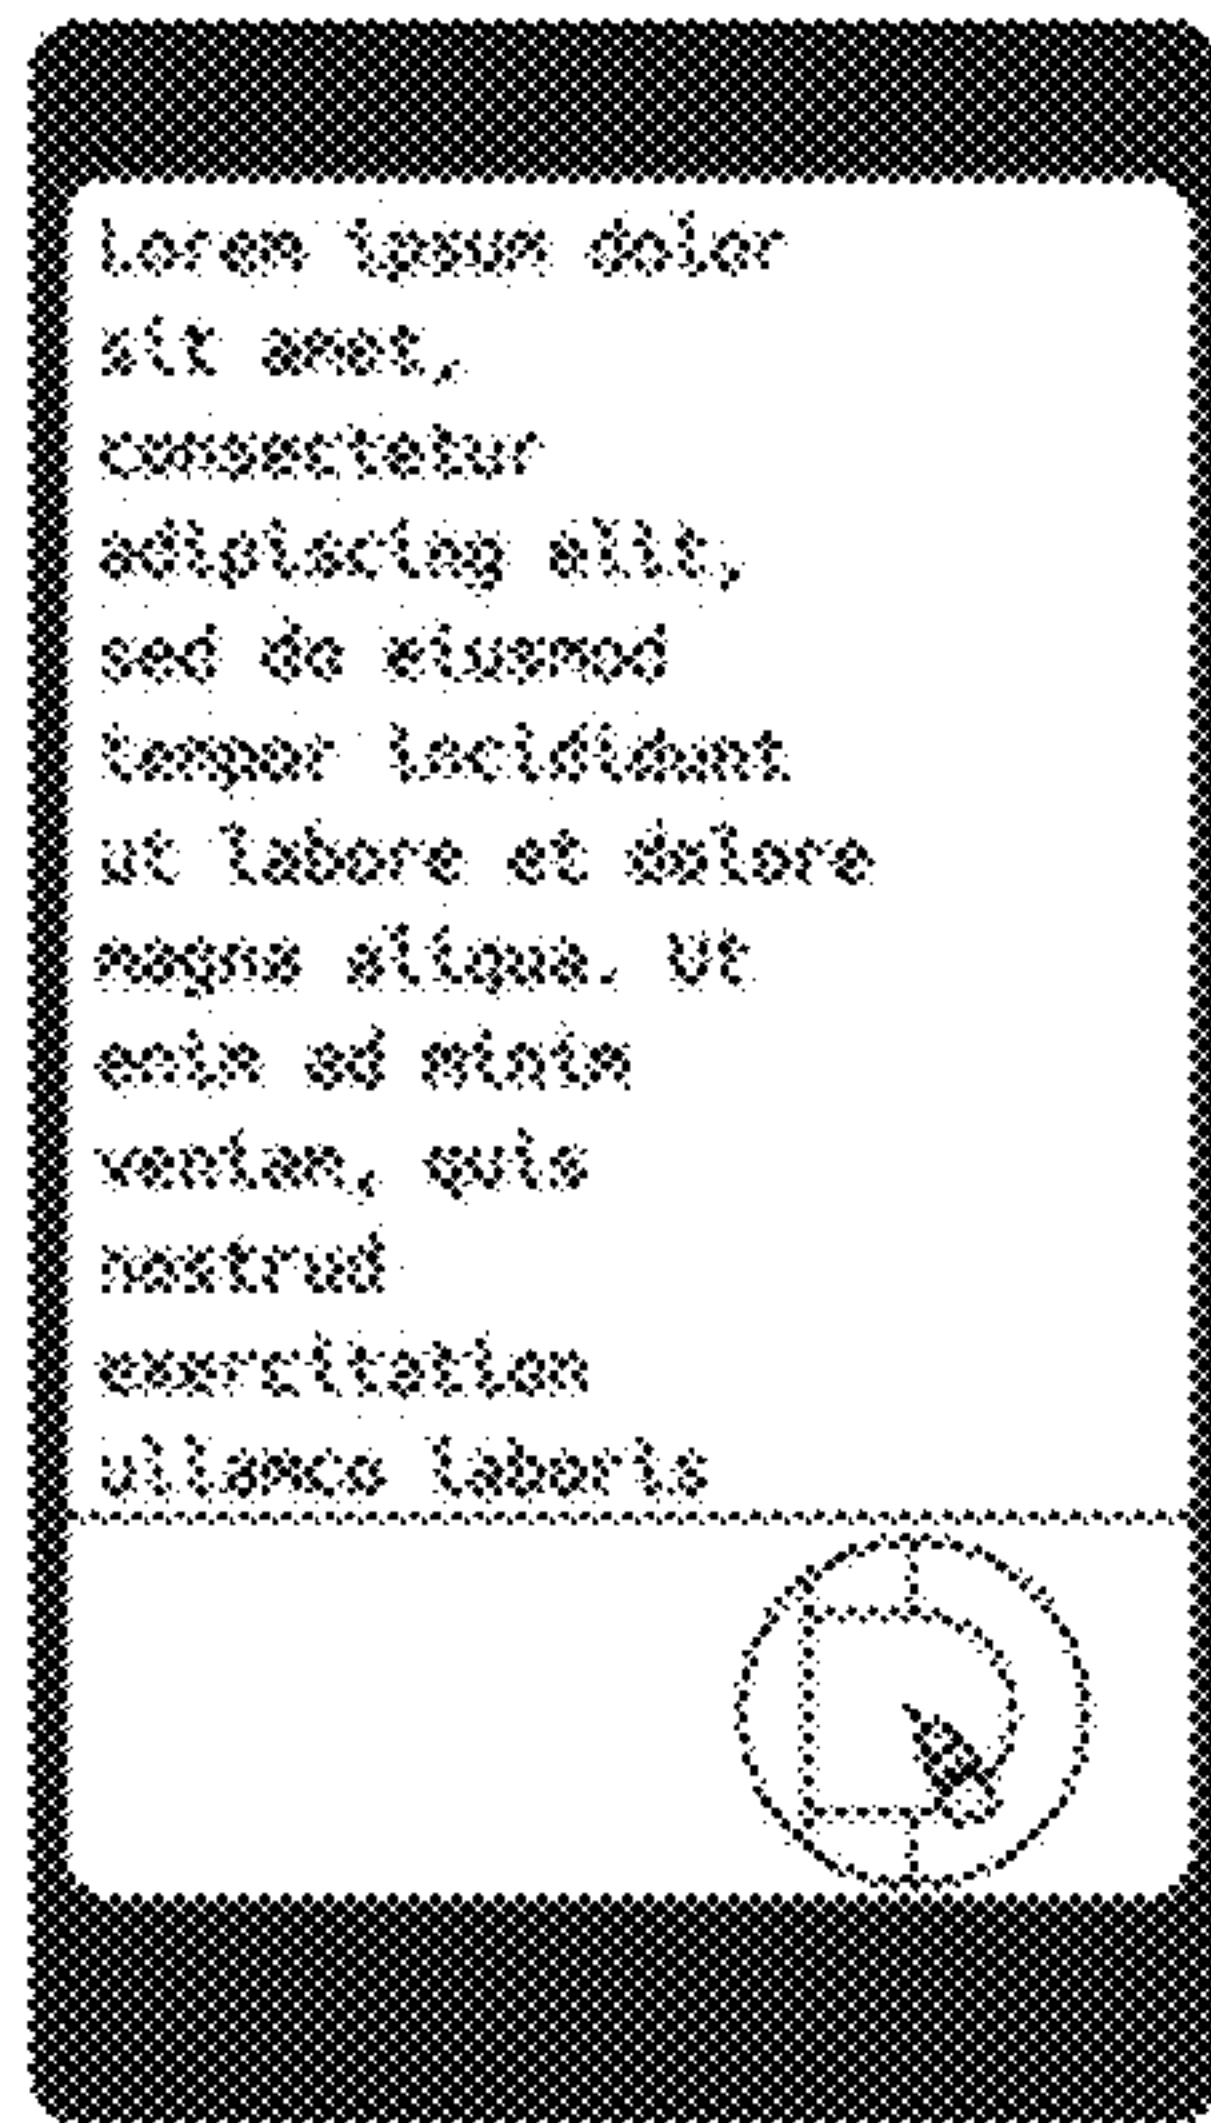 Lorem ipsum dolor
sit amet,
consectetur
adipiscing elit,
sed do eiusmod
tempor incididunt
ut labore et dolore
magna aliqua. Ut
enim ad minim
veniam, quis
nostrud
exercitation
ullamco laboris